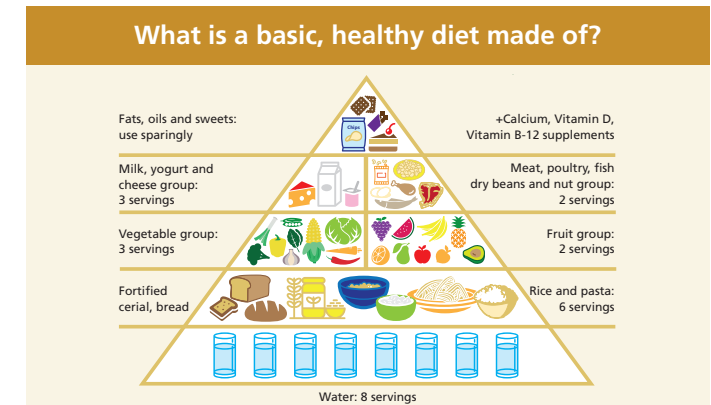 What is a basic, healthy diet made of?
Fats, oils and sweets:
use sparingly
+Calcium, Vitamin D,
Vitamin B-12 supplements
Chips
Milk, yogurt and
cheese group:
3 servings
Meat, poultry, fish
dry beans and nut group:
2 servings
Vegetable group:
3 servings
Fruit group:
2 servings
Fortified
cerial, bread
Rice and pasta:
6 servings
Water: 8 servings